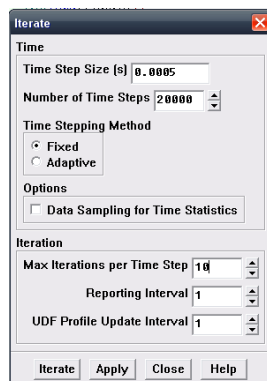 Iterate
Time
Time Step Size (s) 0.0005
Number of Time Steps 20000
Time Stepping Method
Fixed
Adaptive
Options
Data Sampling for Time Statistics
Iteration
Max Iterations per Time Step 10
Reporting Interval 1
UDF Profile Update Interval 1
Iterate Apply Close Help